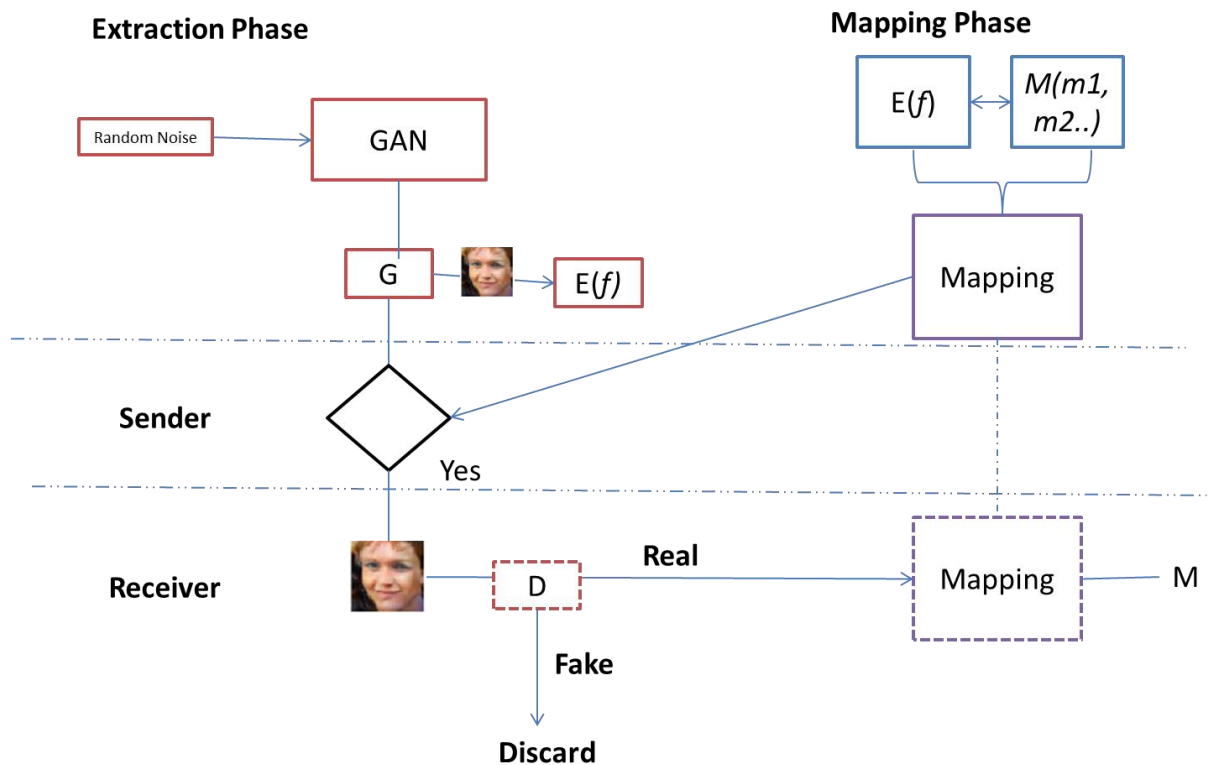 Extraction Phase
Mapping Phase
Random Noise
GAN
E(f)
M(m1,
m2..)
G
E(f)
Mapping
Sender
Yes
Receiver
D
Real
Mapping
M
Fake
Discard